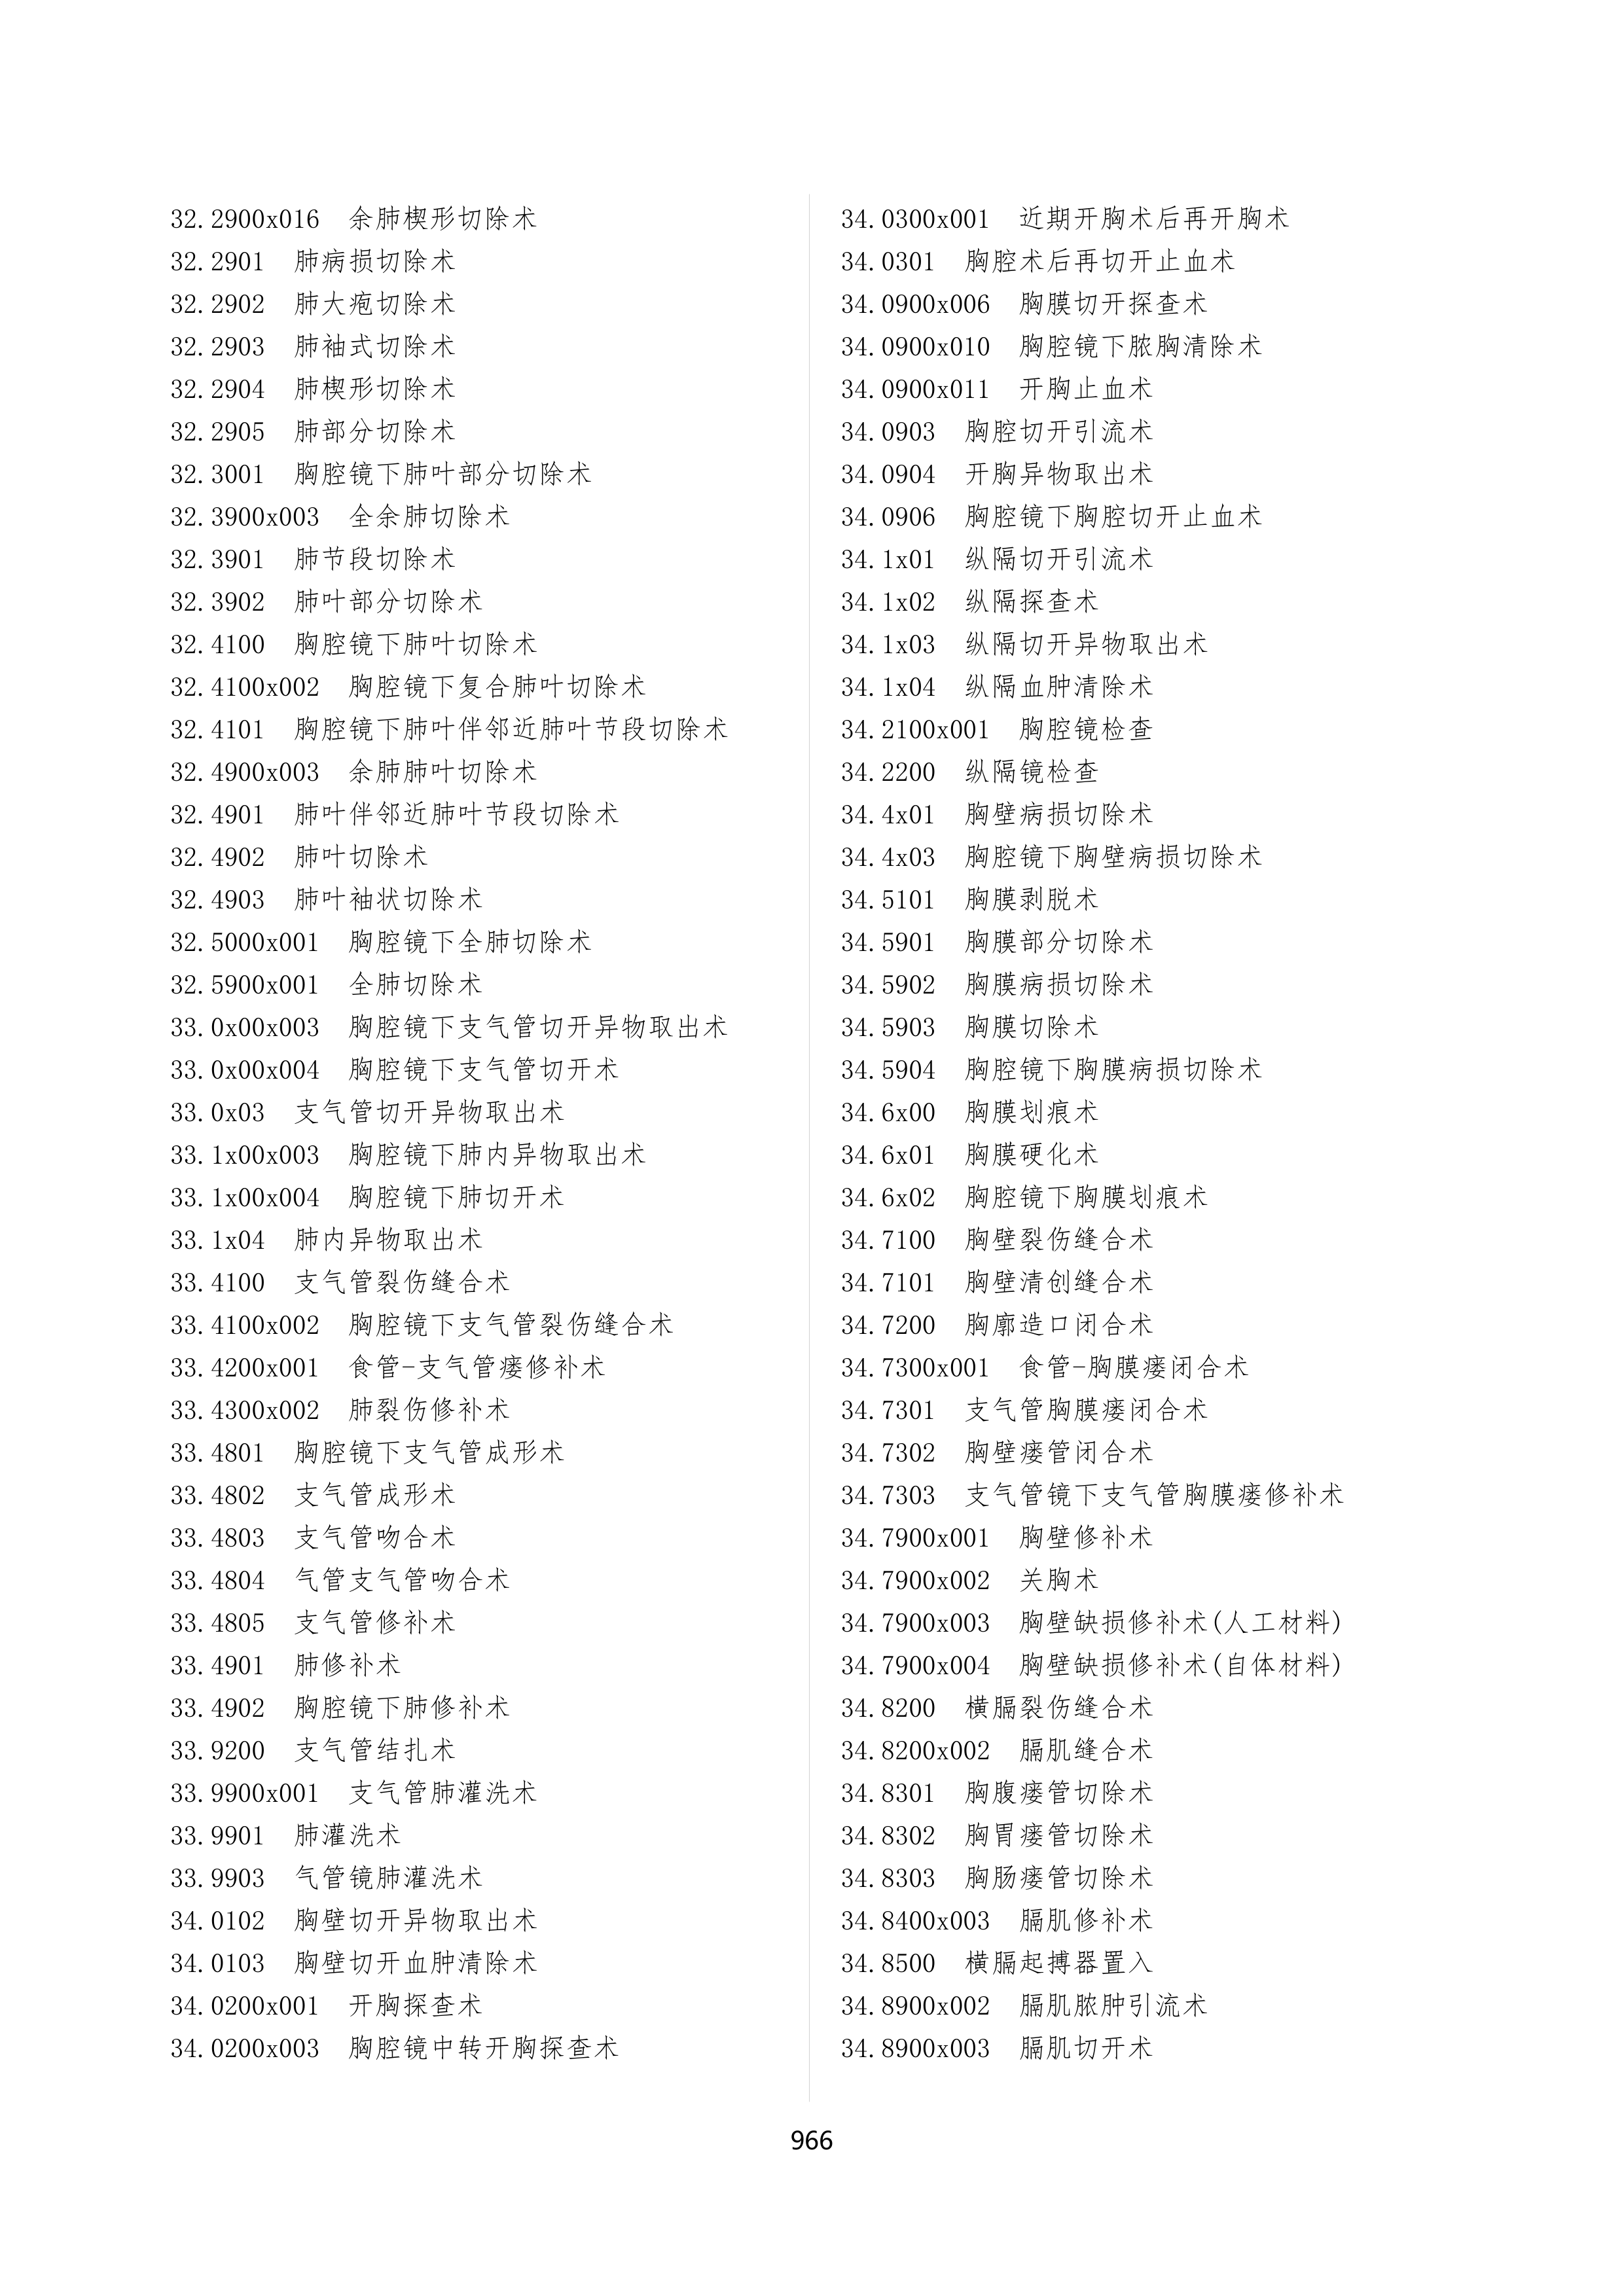 32.2900x016 余肺楔形切除术
32.2901 肺病损切除术
32.2902 肺大疱切除术
32.2903 肺袖式切除术
32.2904 肺楔形切除术
32.2905 肺部分切除术
32.3001 胸腔镜下肺叶部分切除术
32.3900x003 全余肺切除术
32.3901 肺节段切除术
32.3902 肺叶部分切除术
32.4100 胸腔镜下肺叶切除术
32.4100x002 胸腔镜下复合肺叶切除术
32.4101 胸腔镜下肺叶伴邻近肺叶节段切除术
32.4900x003 余肺肺叶切除术
32.4901 肺叶伴邻近肺叶节段切除术
32.4902 肺叶切除术
32.4903 肺叶袖状切除术
32.5000x001 胸腔镜下全肺切除术
32.5900x001 全肺切除术
33.0x00x003 胸腔镜下支气管切开异物取出术
33.0x00x004 胸腔镜下支气管切开术
33.0x03 支气管切开异物取出术
33.1x00x003 胸腔镜下肺内异物取出术
33.1x00x004 胸腔镜下肺切开术
33.1x04 肺内异物取出术
33.4100 支气管裂伤缝合术
33.4100x002 胸腔镜下支气管裂伤缝合术
33.4200x001 食管-支气管瘘修补术
33.4300x002 肺裂伤修补术
33.4801 胸腔镜下支气管成形术
33.4802 支气管成形术
33.4803 支气管吻合术
33.4804 气管支气管吻合术
33.4805 支气管修补术
33.4901 肺修补术
33.4902 胸腔镜下肺修补术
33.9200 支气管结扎术
33.9900x001 支气管肺灌洗术
33.9901 肺灌洗术
33.9903 气管镜肺灌洗术
34.0102 胸壁切开异物取出术
34.0103 胸壁切开血肿清除术
34.0200x001 开胸探查术
34.0200x003 胸腔镜中转开胸探查术
34.0300x001 近期开胸术后再开胸术
34.0301 胸腔术后再切开止血术
34.0900x006 胸膜切开探查术
34.0900x010 胸腔镜下脓胸清除术
34.0900x011 开胸止血术
34.0903 胸腔切开引流术
34.0904 开胸异物取出术
34.0906 胸腔镜下胸腔切开止血术
34.1x01 纵隔切开引流术
34.1x02 纵隔探查术
34.1x03 纵隔切开异物取出术
34.1x04 纵隔血肿清除术
34.2100x001 胸腔镜检查
34.2200 纵隔镜检查
34.4x01 胸壁病损切除术
34.4x03 胸腔镜下胸壁病损切除术
34.5101 胸膜剥脱术
34.5901 胸膜部分切除术
34.5902 胸膜病损切除术
34.5903 胸膜切除术
34.5904 胸腔镜下胸膜病损切除术
34.6x00 胸膜划痕术
34.6x01 胸膜硬化术
34.6x02 胸腔镜下胸膜划痕术
34.7100 胸壁裂伤缝合术
34.7101 胸壁清创缝合术
34.7200 胸廓造口闭合术
34.7300x001 食管-胸膜瘘闭合术
34.7301 支气管胸膜瘘闭合术
34.7302 胸壁瘘管闭合术
34.7303 支气管镜下支气管胸膜瘘修补术
34.7900x001 胸壁修补术
34.7900x002 关胸术
34.7900x003 胸壁缺损修补术(人工材料)
34.7900x004 胸壁缺损修补术(自体材料)
34.8200 横膈裂伤缝合术
34.8200x002 膈肌缝合术
34.8301 胸腹瘘管切除术
34.8302 胸胃瘘管切除术
34.8303 胸肠瘘管切除术
34.8400x003 膈肌修补术
34.8500 横膈起搏器置入
34.8900x002 膈肌脓肿引流术
34.8900x003 膈肌切开术
966